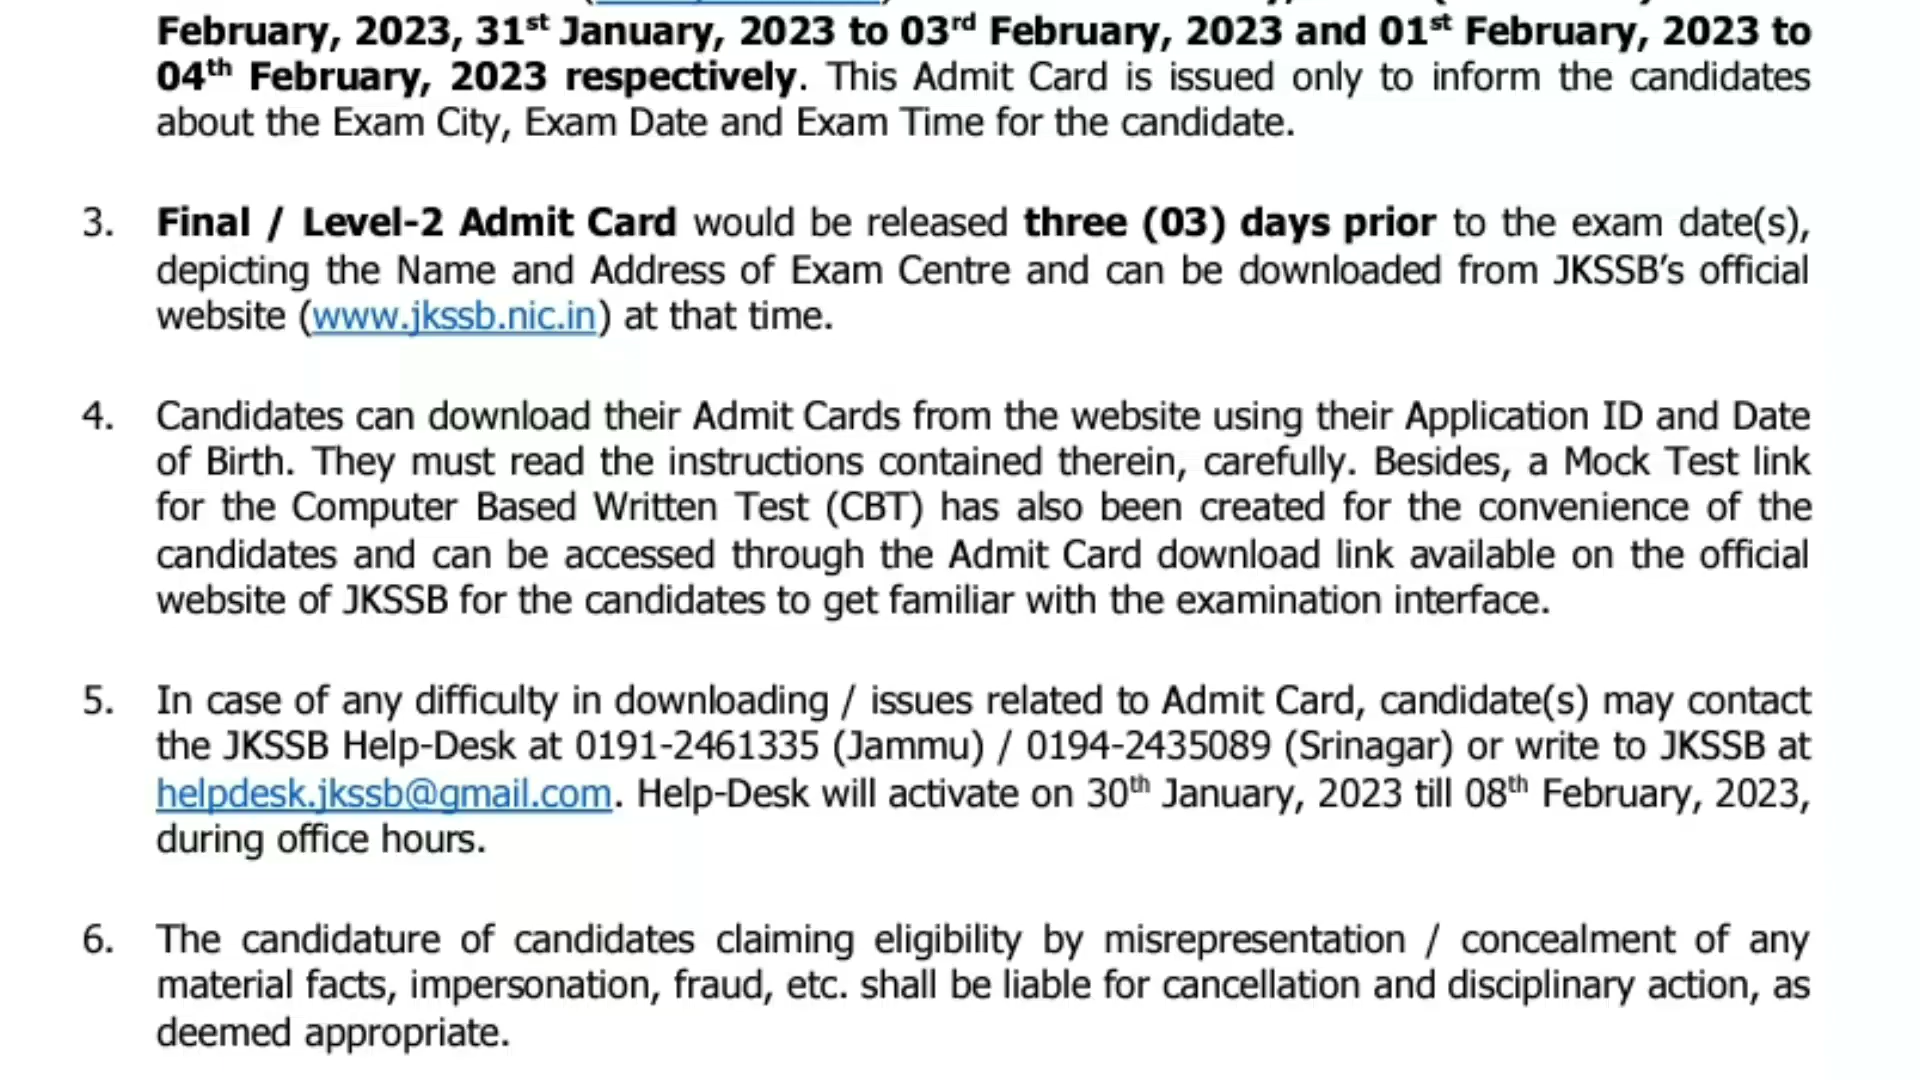 February, 2023, 31st January, 2023 to 03rd February, 2023 and 01st February, 2023 to
04th February, 2023 respectively. This Admit Card is issued only to inform the candidates
about the Exam City, Exam Date and Exam Time for the candidate.
3. Final / Level-2 Admit Card would be released three (03) days prior to the exam date(s),
depicting the Name and Address of Exam Centre and can be downloaded from JKSSB’s official
website (www.jkssb.nic.in) at that time.
4. Candidates can download their Admit Cards from the website using their Application ID and Date
of Birth. They must read the instructions contained therein, carefully. Besides, a Mock Test link
for the Computer Based Written Test (CBT) has also been created for the convenience of the
candidates and can be accessed through the Admit Card download link available on the official
website of JKSSB for the candidates to get familiar with the examination interface.
5. In case of any difficulty in downloading / issues related to Admit Card, candidate(s) may contact
the JKSSB Help-Desk at 0191-2461335 (Jammu) / 0194-2435089 (Srinagar) or write to JKSSB at
helpdesk.jkssb@gmail.com. Help-Desk will activate on 30th January, 2023 till 08th February, 2023,
during office hours.
6. The candidature of candidates claiming eligibility by misrepresentation / concealment of any
material facts, impersonation, fraud, etc. shall be liable for cancellation and disciplinary action, as
deemed appropriate.